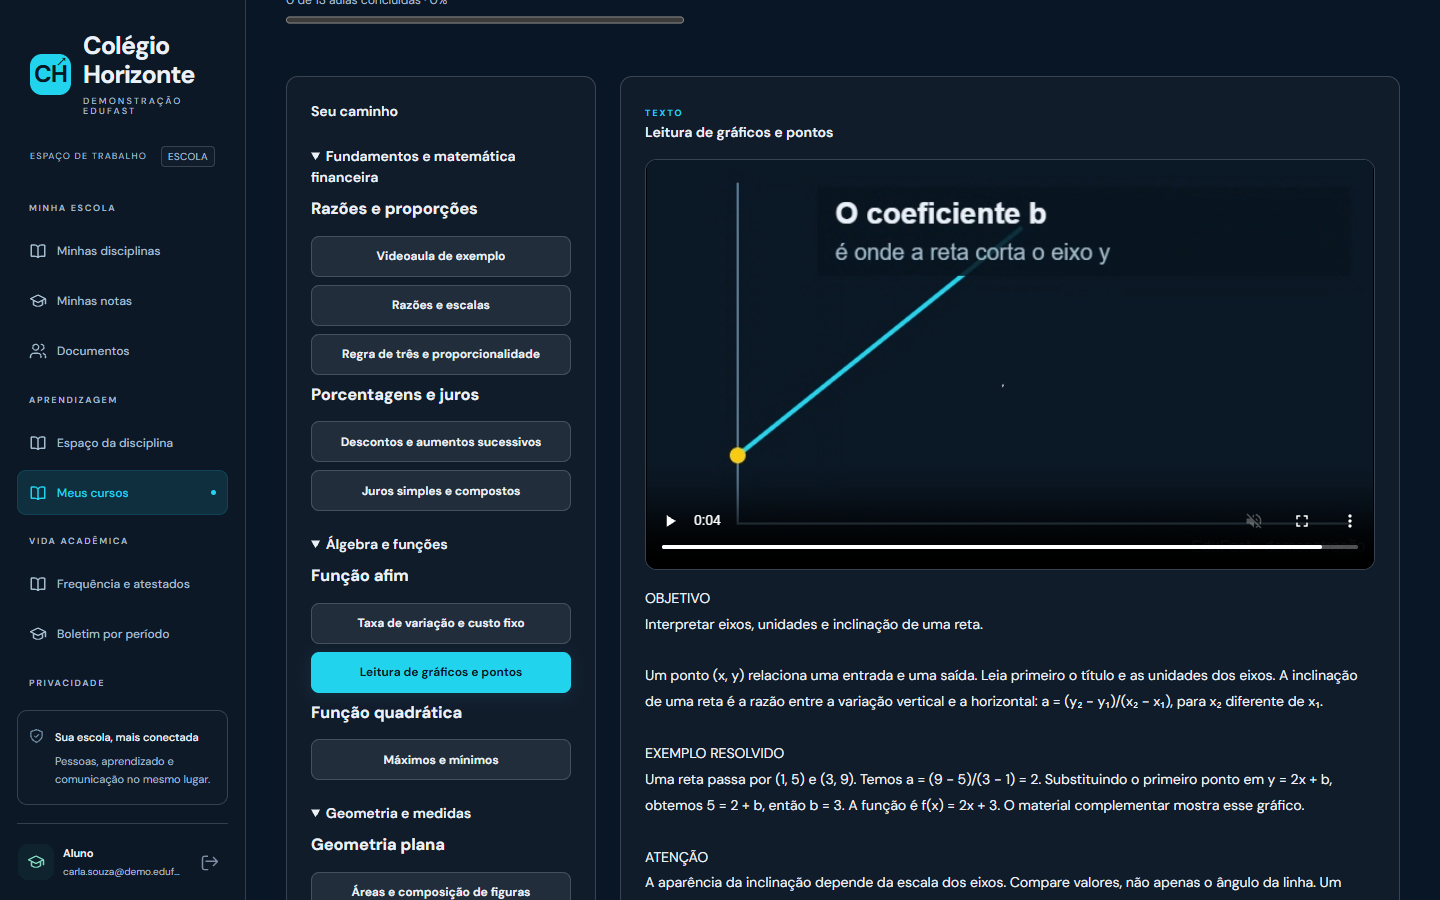 Colégio
Horizonte
CH
DEMONSTRAÇÃO
EDUFAST
ESPAÇO DE TRABALHO
ESCOLA
MINHA ESCOLA
Minhas disciplinas
Minhas notas
Documentos
APRENDIZAGEM
Espaço da disciplina
Meus cursos
VIDA ACADÊMICA
Frequência e atestados
Boletim por período
PRIVACIDADE
Sua escola, mais conectada
Pessoas, aprendizado e
comunicação no mesmo lugar.
Aluno
carla.souza@demo.eduf...
0 de 13 aulas concluídas · 0%
Seu caminho
▼ Fundamentos e matemática
financeira
Razões e proporções
Videoaula de exemplo
Razões e escalas
Regra de três e proporcionalidade
Porcentagens e juros
Descontos e aumentos sucessivos
Juros simples e compostos
▼ Álgebra e funções
Função afim
Taxa de variação e custo fixo
Leitura de gráficos e pontos
Função quadrática
Máximos e mínimos
▼ Geometria e medidas
Geometria plana
Áreas e composição de figuras
TEXTO
Leitura de gráficos e pontos
O coeficiente b
é onde a reta corta o eixo y
0:04
OBJETIVO
Interpretar eixos, unidades e inclinação de uma reta.
Um ponto (x, y) relaciona uma entrada e uma saída. Leia primeiro o título e as unidades dos eixos. A inclinação
de uma reta é a razão entre a variação vertical e a horizontal: a = (y₂ − y₁)/(x₂ − x₁), para x₂ diferente de x₁.
EXEMPLO RESOLVIDO
Uma reta passa por (1, 5) e (3, 9). Temos a = (9 − 5)/(3 − 1) = 2. Substituindo o primeiro ponto em y = 2x + b,
obtemos 5 = 2 + b, então b = 3. A função é f(x) = 2x + 3. O material complementar mostra esse gráfico.
ATENÇÃO
A aparência da inclinação depende da escala dos eixos. Compare valores, não apenas o ângulo da linha. Um